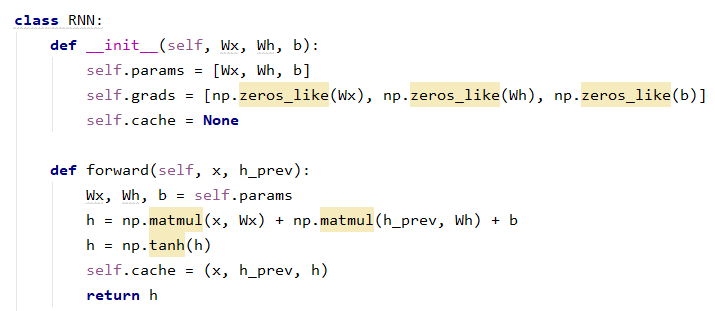 class RNN:
    def __init__(self, Wx, Wh, b):
        self.params = [Wx, Wh, b]
        self.grads = [np.zeros_like(Wx), np.zeros_like(Wh), np.zeros_like(b)]
        self.cache = None

    def forward(self, x, h_prev):
        Wx, Wh, b = self.params
        h = np.matmul(x, Wx) + np.matmul(h_prev, Wh) + b
        h = np.tanh(h)
        self.cache = (x, h_prev, h)
        return h